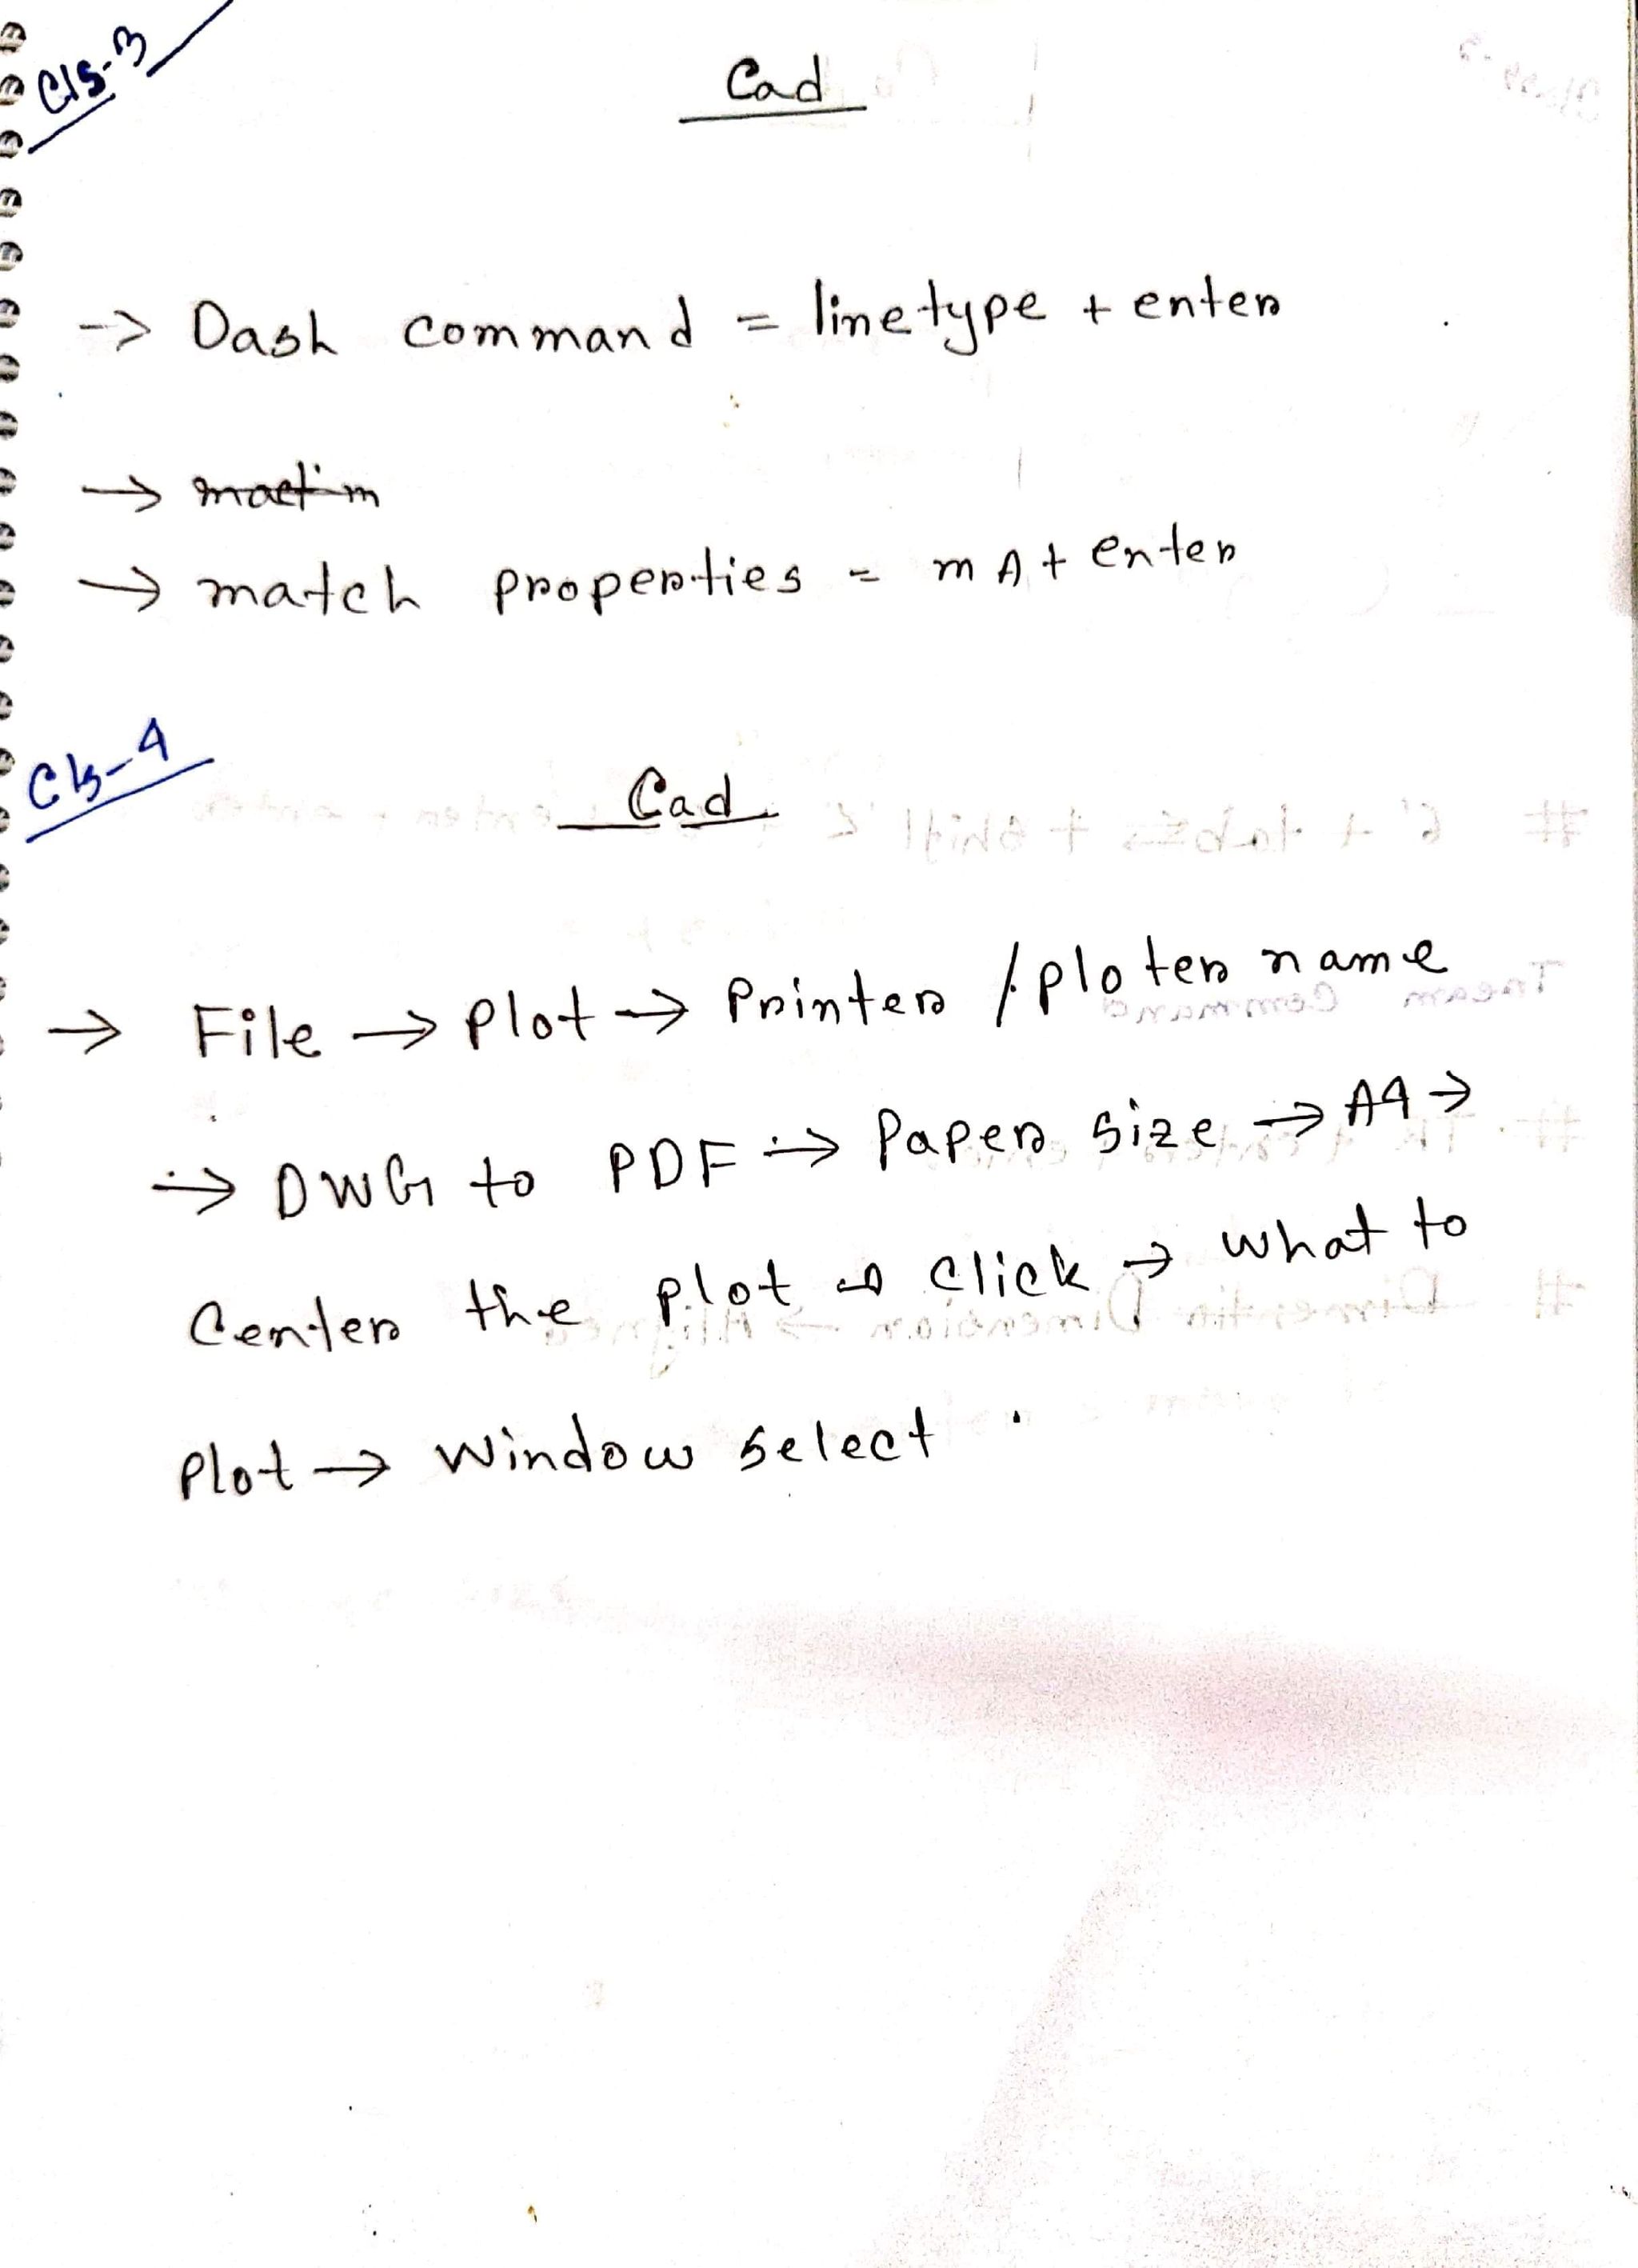 Cls-3
Cad
-> Dash command = linetype + enter
→ mactin
→ match properties = mA + enter
Cls-4
Cad
→ File → Plot → Printer / ploter name
→ DWG to PDF → Paper size → A4 →
Center the plot → click → what to
Plot → Window select .